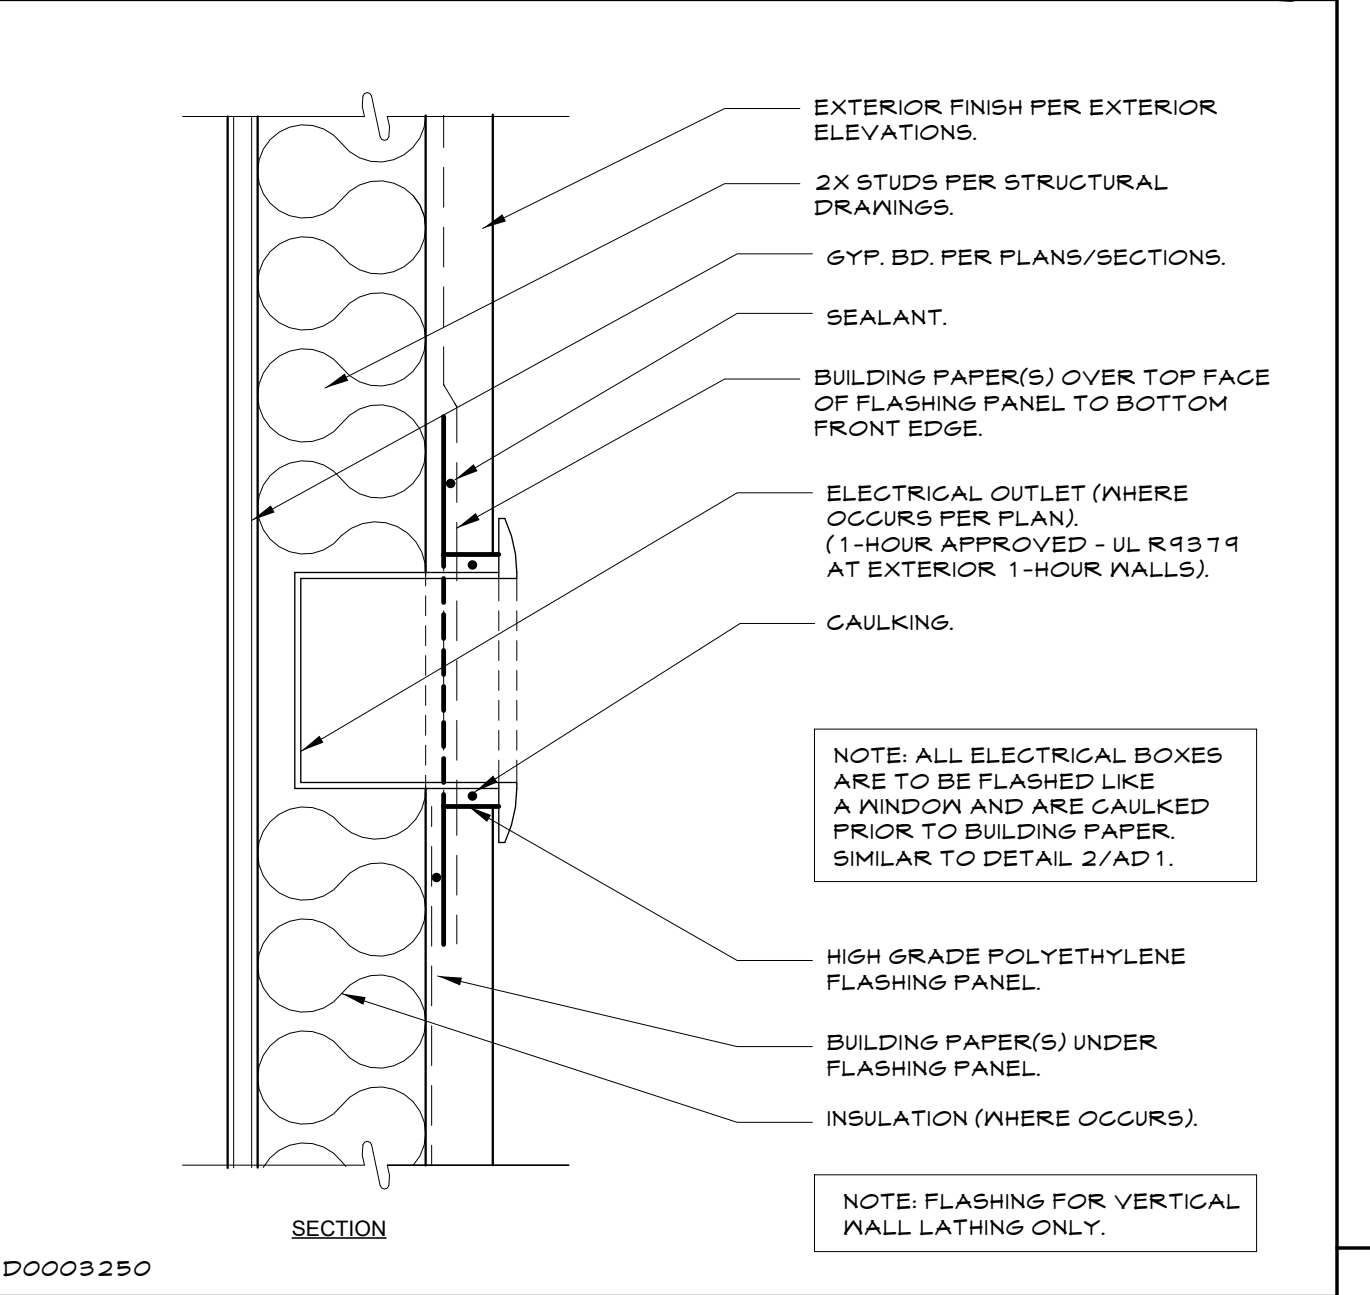 EXTERIOR FINISH PER EXTERIOR
ELEVATIONS.
2X STUDS PER STRUCTURAL
DRAWINGS.
GYP. BD. PER PLANS/SECTIONS.
SEALANT.
BUILDING PAPER(S) OVER TOP FACE
OF FLASHING PANEL TO BOTTOM
FRONT EDGE.
ELECTRICAL OUTLET (WHERE
OCCURS PER PLAN).
(1-HOUR APPROVED - UL R9379
AT EXTERIOR 1-HOUR WALLS).
CAULKING.
NOTE: ALL ELECTRICAL BOXES
ARE TO BE FLASHED LIKE
A WINDOW AND ARE CAULKED
PRIOR TO BUILDING PAPER.
SIMILAR TO DETAIL 2/AD1.
HIGH GRADE POLYETHYLENE
FLASHING PANEL.
BUILDING PAPER(S) UNDER
FLASHING PANEL.
INSULATION (WHERE OCCURS).
NOTE: FLASHING FOR VERTICAL
WALL LATHING ONLY.
SECTION
D0003250